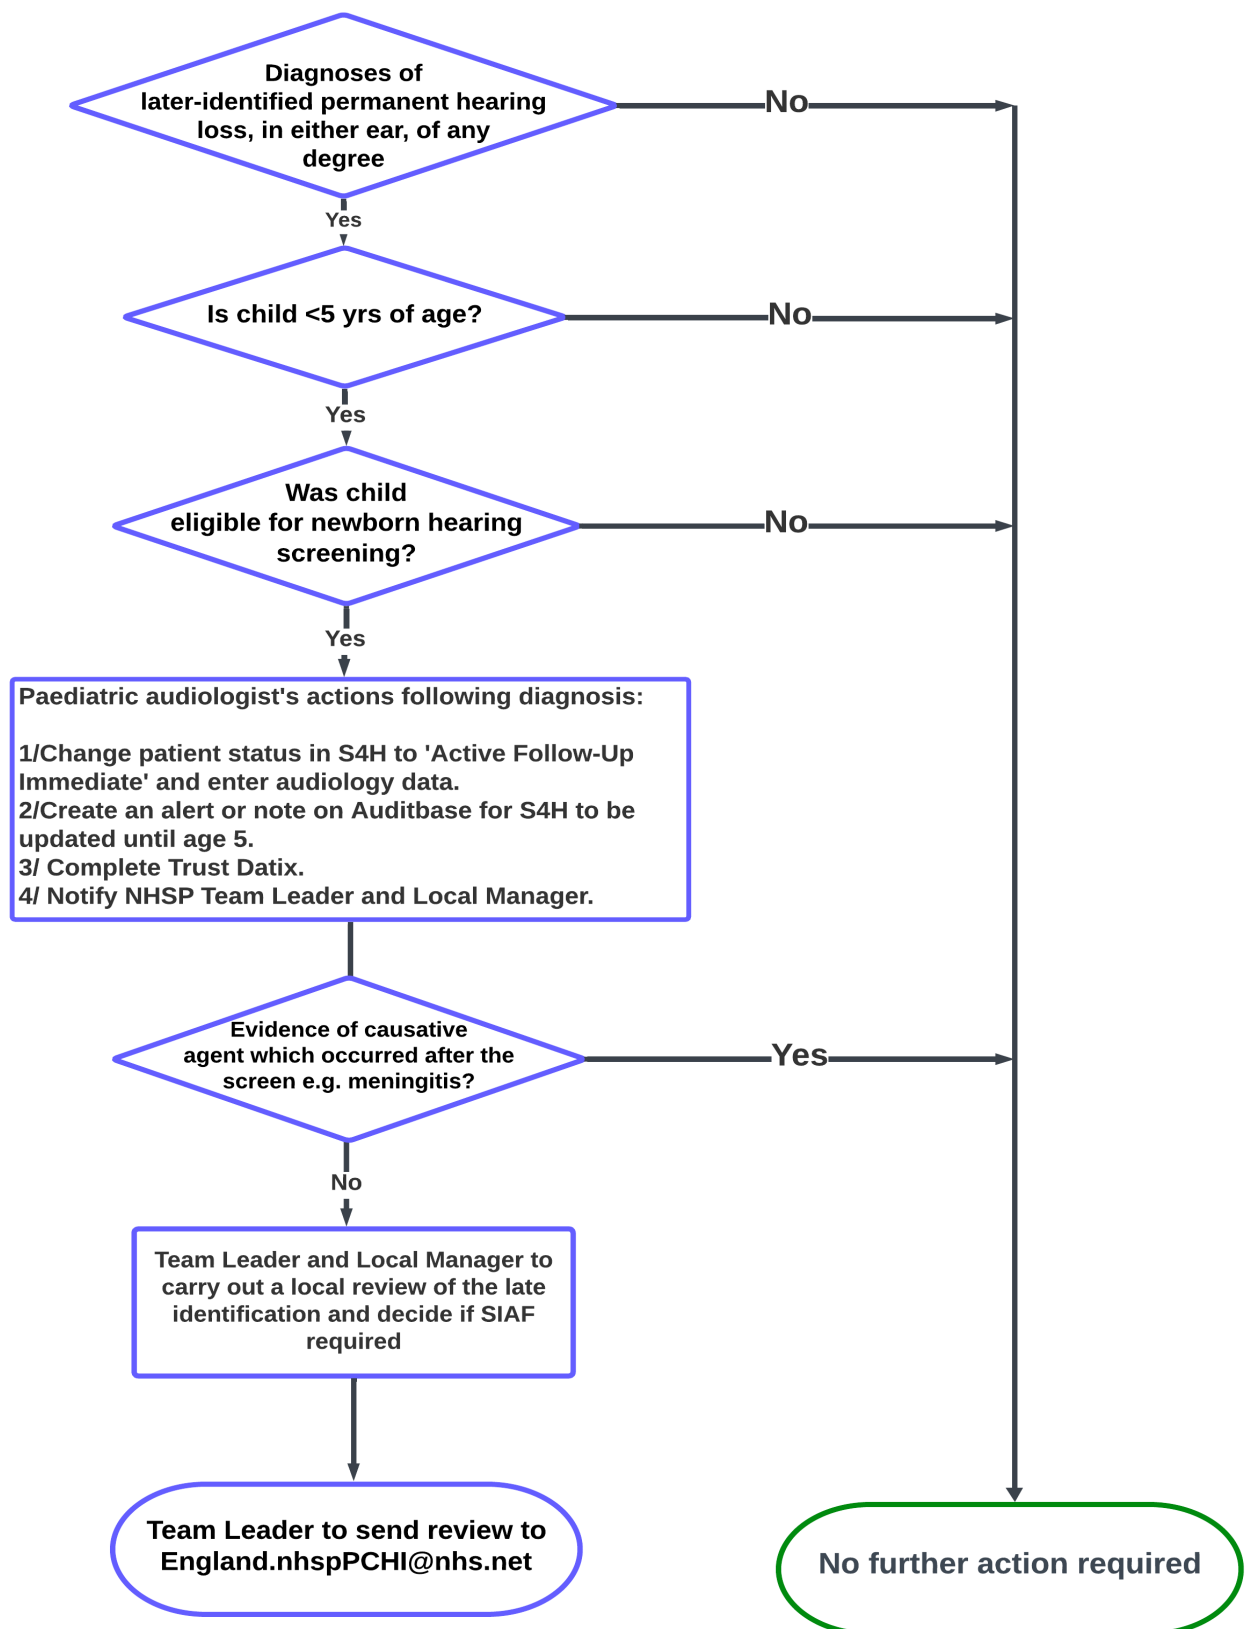 Diagnoses of
later-identified permanent hearing
loss, in either ear, of any
degree
No
Yes
Is child <5 yrs of age?
No
Yes
Was child
eligible for newborn hearing
screening?
No
Yes
Paediatric audiologist's actions following diagnosis:
1/Change patient status in S4H to 'Active Follow-Up
Immediate' and enter audiology data.
2/Create an alert or note on Auditbase for S4H to be
updated until age 5.
3/ Complete Trust Datix.
4/ Notify NHSP Team Leader and Local Manager.
Evidence of causative
agent which occurred after the
screen e.g. meningitis?
Yes
No
Team Leader and Local Manager to
carry out a local review of the late
identification and decide if SIAF
required
Team Leader to send review to
England.nhspPCHI@nhs.net
No further action required